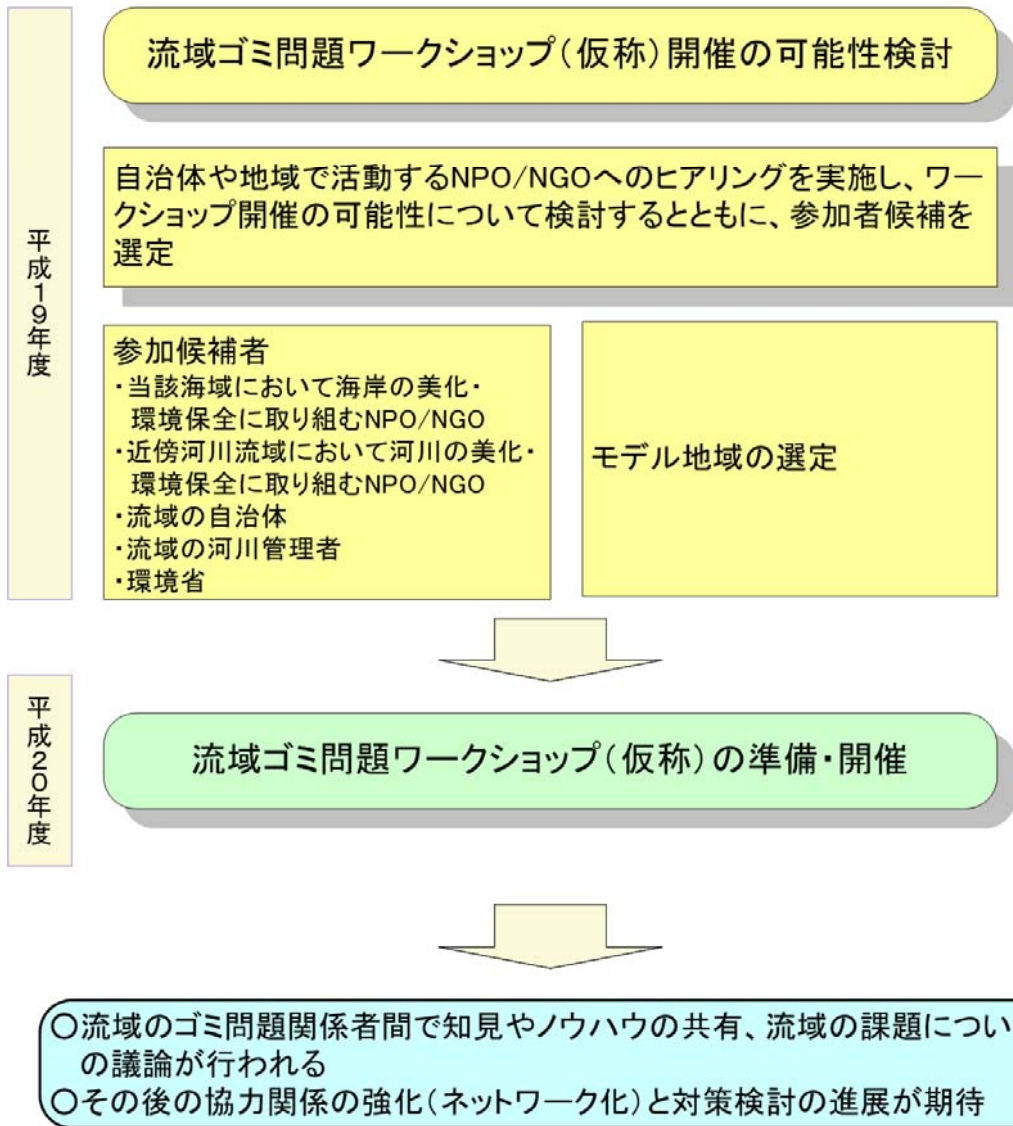 平成19年度
流域ゴミ問題ワークショップ（仮称）開催の可能性検討
自治体や地域で活動するNPO/NGOへのヒアリングを実施し、ワー
クショップ開催の可能性について検討するとともに、参加者候補を
選定
参加候補者
・当該海域において海岸の美化・
環境保全に取り組むNPO/NGO
・近傍河川流域において河川の美化・
環境保全に取り組むNPO/NGO
・流域の自治体
・流域の河川管理者
・環境省
モデル地域の選定
平成20年度
流域ゴミ問題ワークショップ（仮称）の準備・開催
○流域のゴミ問題関係者間で知見やノウハウの共有、流域の課題につい
の議論が行われる
○その後の協力関係の強化（ネットワーク化）と対策検討の進展が期待